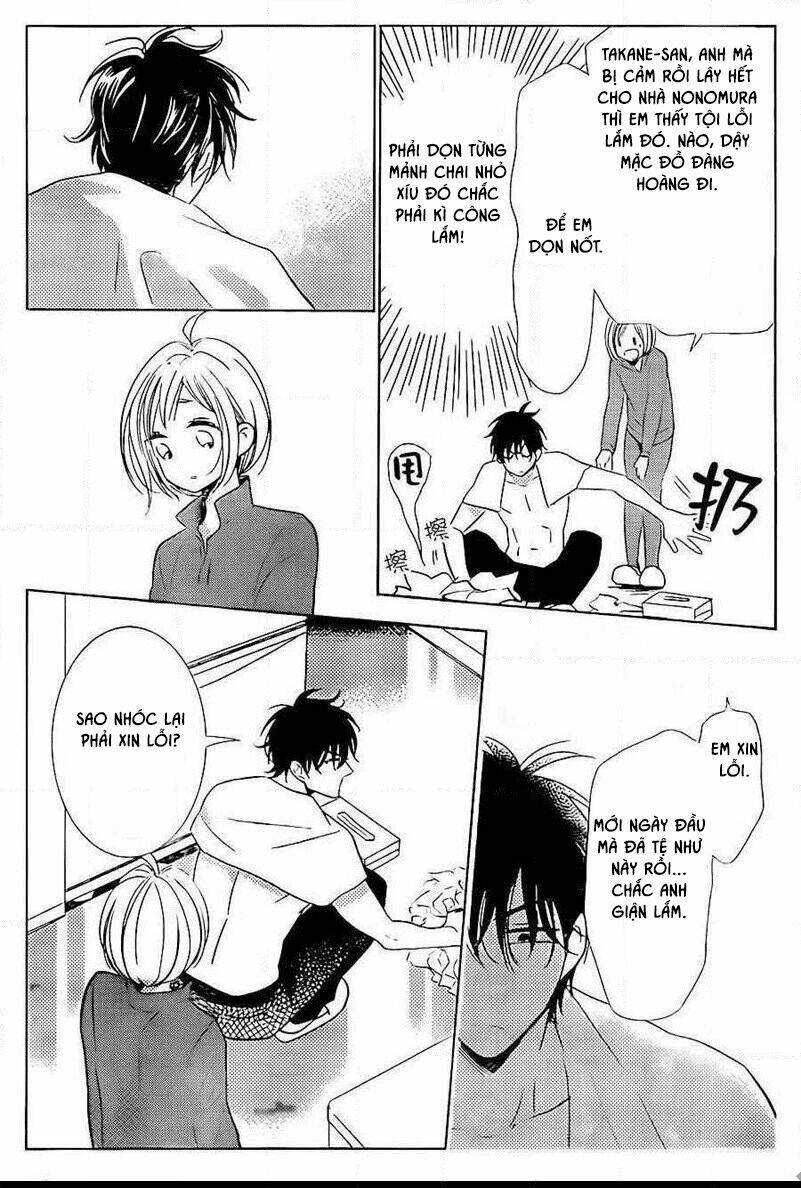 TAKANE-SAN, ANH MÀ
BỊ CẢM RỒI LÂY HẾT
CHO NHÀ NONOMURA
THÌ EM THẤY TỘI LỖI
LẮM ĐÓ. NÀO, DẬY
MẶC ĐỒ ĐÀNG
HOÀNG ĐI.
ĐỂ EM
DỌN NỐT.
PHẢI DỌN TỪNG
MẢNH CHAI NHỎ
XÍU ĐÓ CHẮC
PHẢI KÌ CÔNG
LẮM!
扔
甩
擦
擦
EM XIN
LỖI.
MỚI NGÀY ĐẦU
MÀ ĐÃ TỆ NHƯ
NÀY RỒI...
CHẮC ANH
GIẬN LẮM.
SAO NHÓC LẠI
PHẢI XIN LỖI?